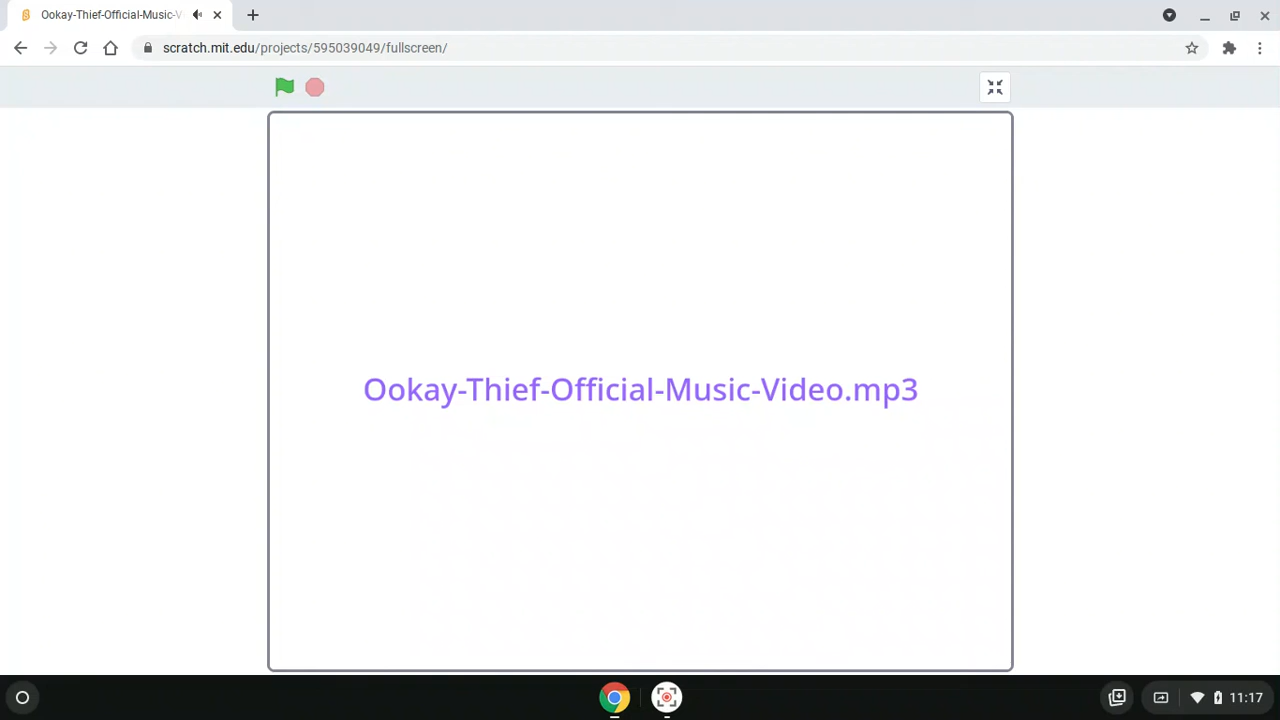 Ookay-Thief-Official-Music-V
scratch.mit.edu/projects/595039049/fullscreen/
Ookay-Thief-Official-Music-Video.mp3
11:17